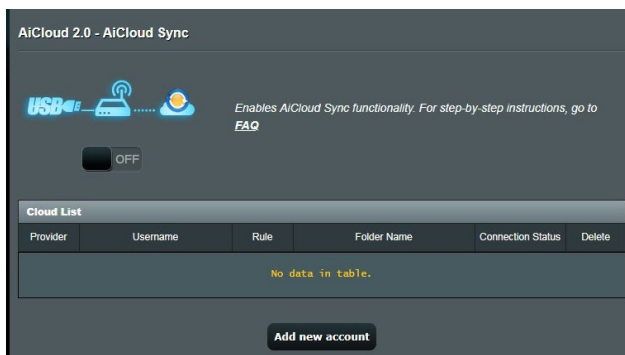 AiCloud 2.0 - AiCloud Sync
USB
Enables AiCloud Sync functionality. For step-by-step instructions, go to
FAQ
OFF
Cloud List
Provider Username Rule Folder Name Connection Status Delete
No data in table.
Add new account